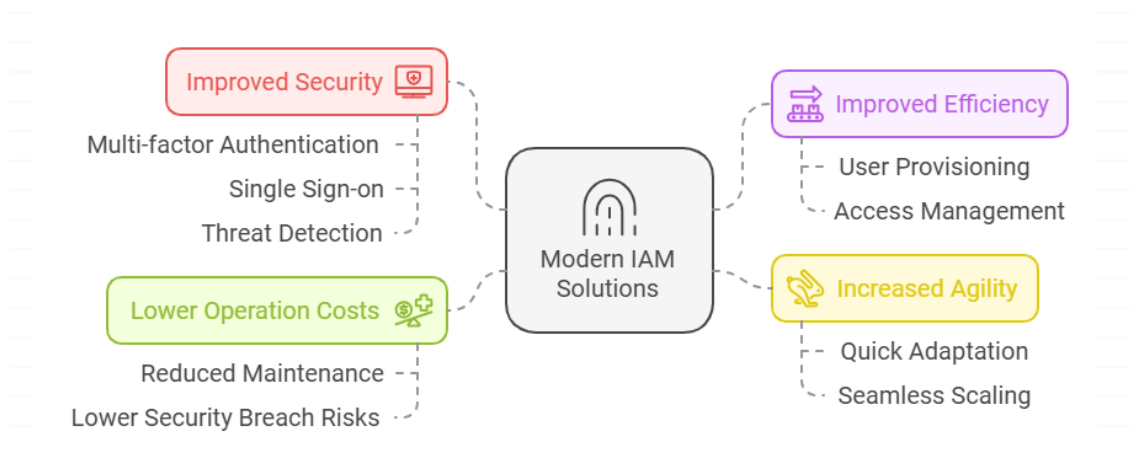 Improved Security
Multi-factor Authentication
Single Sign-on
Threat Detection
Lower Operation Costs
Reduced Maintenance
Lower Security Breach Risks
Modern IAM
Solutions
Improved Efficiency
User Provisioning
Access Management
Increased Agility
Quick Adaptation
Seamless Scaling